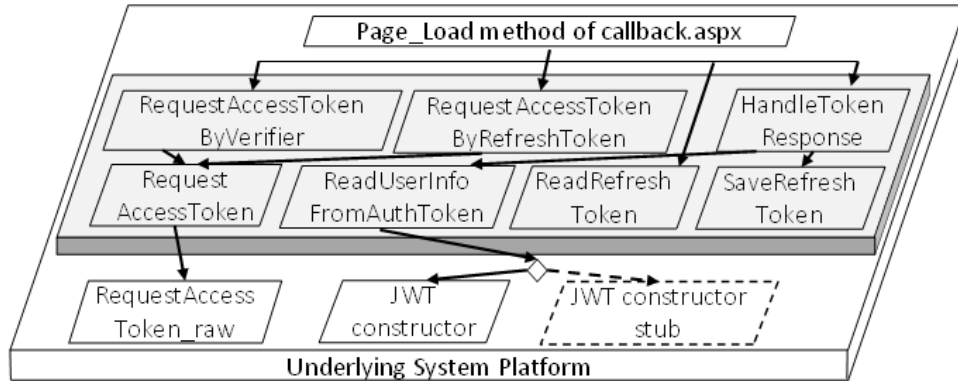 Page_Load method of callback.aspx
RequestAccessToken
ByVerifier
RequestAccessToken
ByRefreshToken
HandleToken
Response
Request
AccessToken
ReadUserInfo
FromAuthToken
ReadRefresh
Token
SaveRefresh
Token
RequestAccess
Token_raw
JWT
constructor
JWT constructor
stub
Underlying System Platform